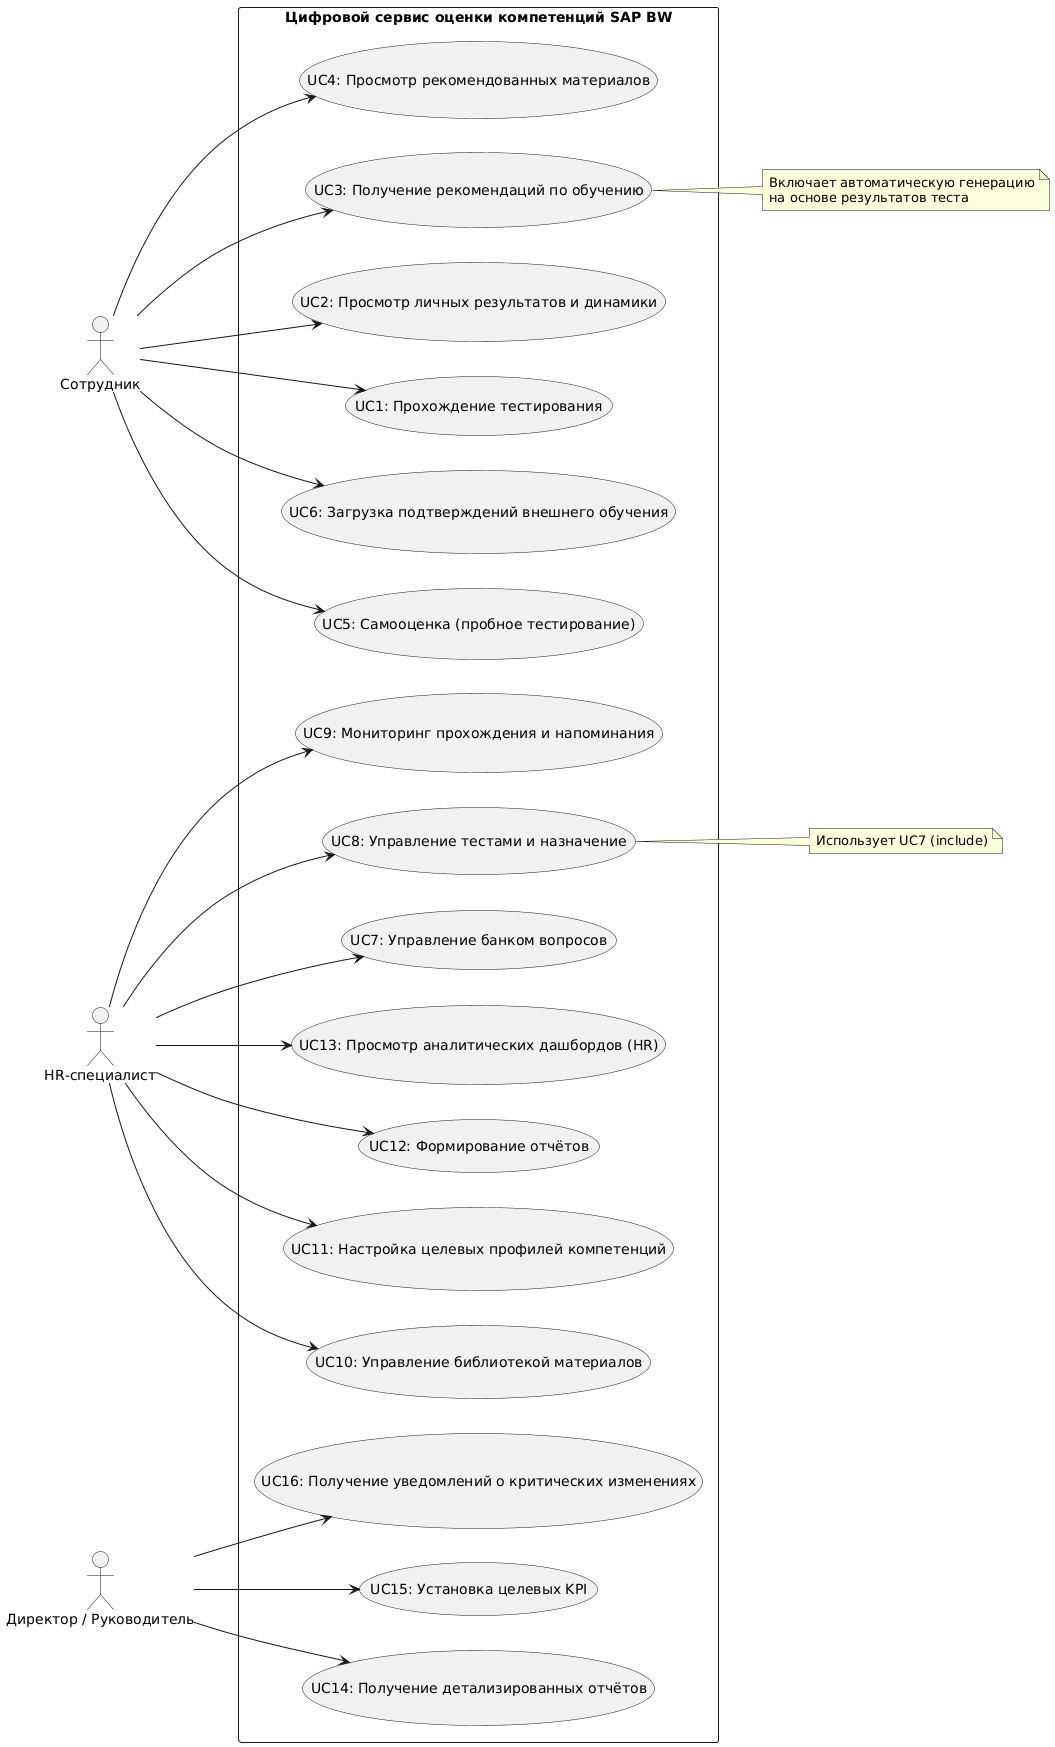 Цифровой сервис оценки компетенций SAP BW
UC4: Просмотр рекомендованных материалов
UC3: Получение рекомендаций по обучению
Включает автоматическую генерацию
на основе результатов теста
UC2: Просмотр личных результатов и динамики
Сотрудник
UC1: Прохождение тестирования
UC6: Загрузка подтверждений внешнего обучения
UC5: Самооценка (пробное тестирование)
UC9: Мониторинг прохождения и напоминания
UC8: Управление тестами и назначение
Использует UC7 (include)
UC7: Управление банком вопросов
UC13: Просмотр аналитических дашбордов (HR)
HR-специалист
UC12: Формирование отчётов
UC11: Настройка целевых профилей компетенций
UC10: Управление библиотекой материалов
UC16: Получение уведомлений о критических изменениях
UC15: Установка целевых KPI
Директор / Руководитель
UC14: Получение детализированных отчётов